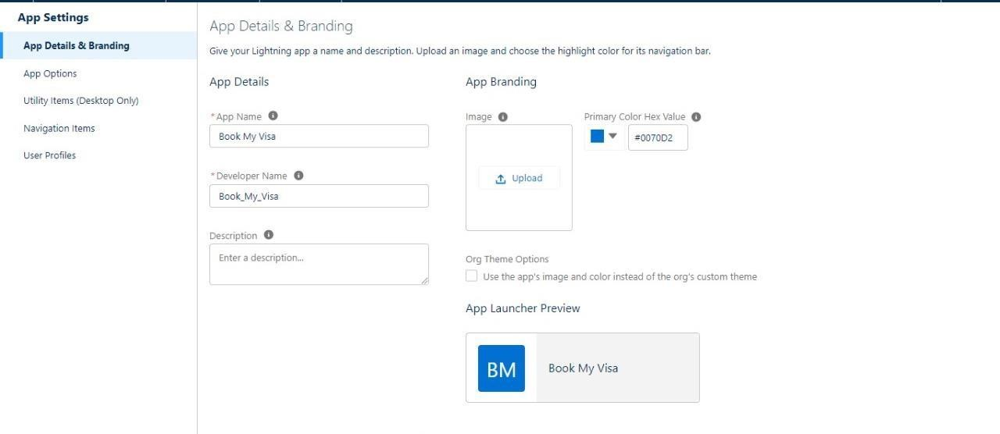 App Settings
App Details & Branding
App Options
Utility Items (Desktop Only)
Navigation Items
User Profiles
App Details & Branding
Give your Lightning app a name and description. Upload an image and choose the highlight color for its navigation bar.
App Details
*App Name
Book My Visa
*Developer Name
Book_My_Visa
Description
Enter a description...
App Branding
Image
Upload
Primary Color Hex Value
#0070D2
Org Theme Options
Use the app's image and color instead of the org's custom theme
App Launcher Preview
BM
Book My Visa